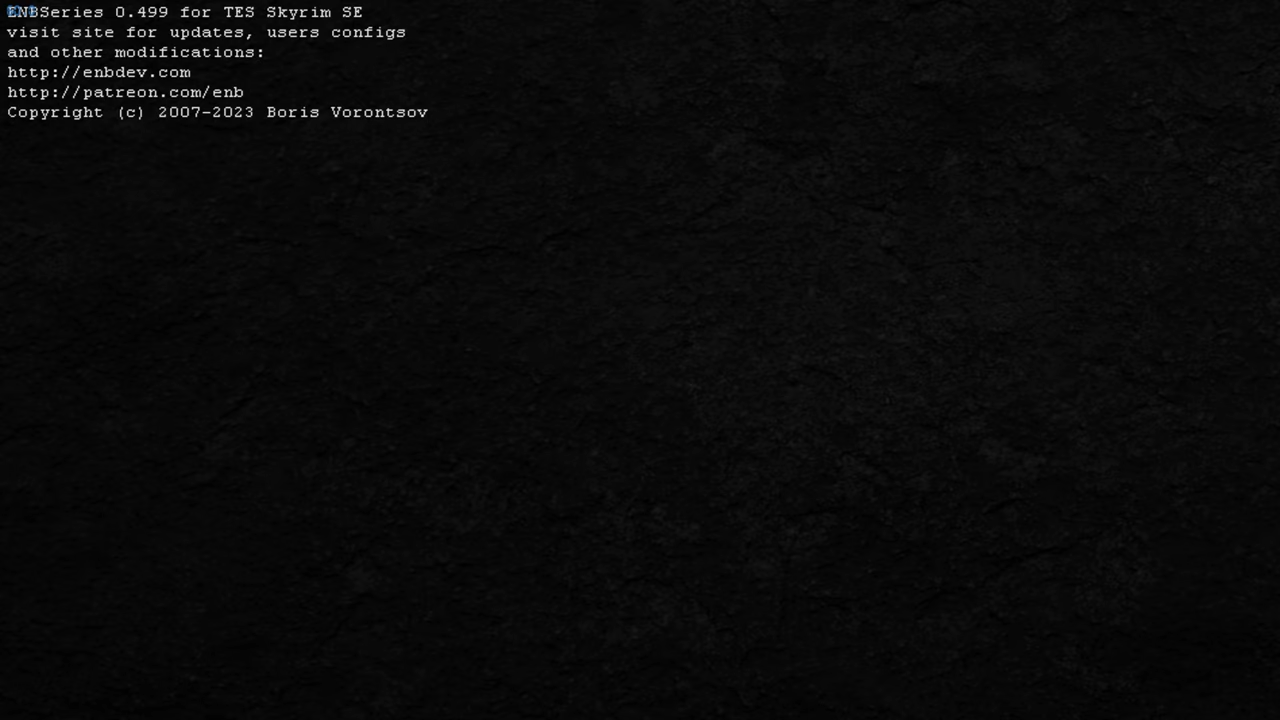 ENBSeries 0.499 for TES Skyrim SE
visit site for updates, users configs
and other modifications:
http://enbdev.com
http://patreon.com/enb
Copyright (c) 2007-2023 Boris Vorontsov